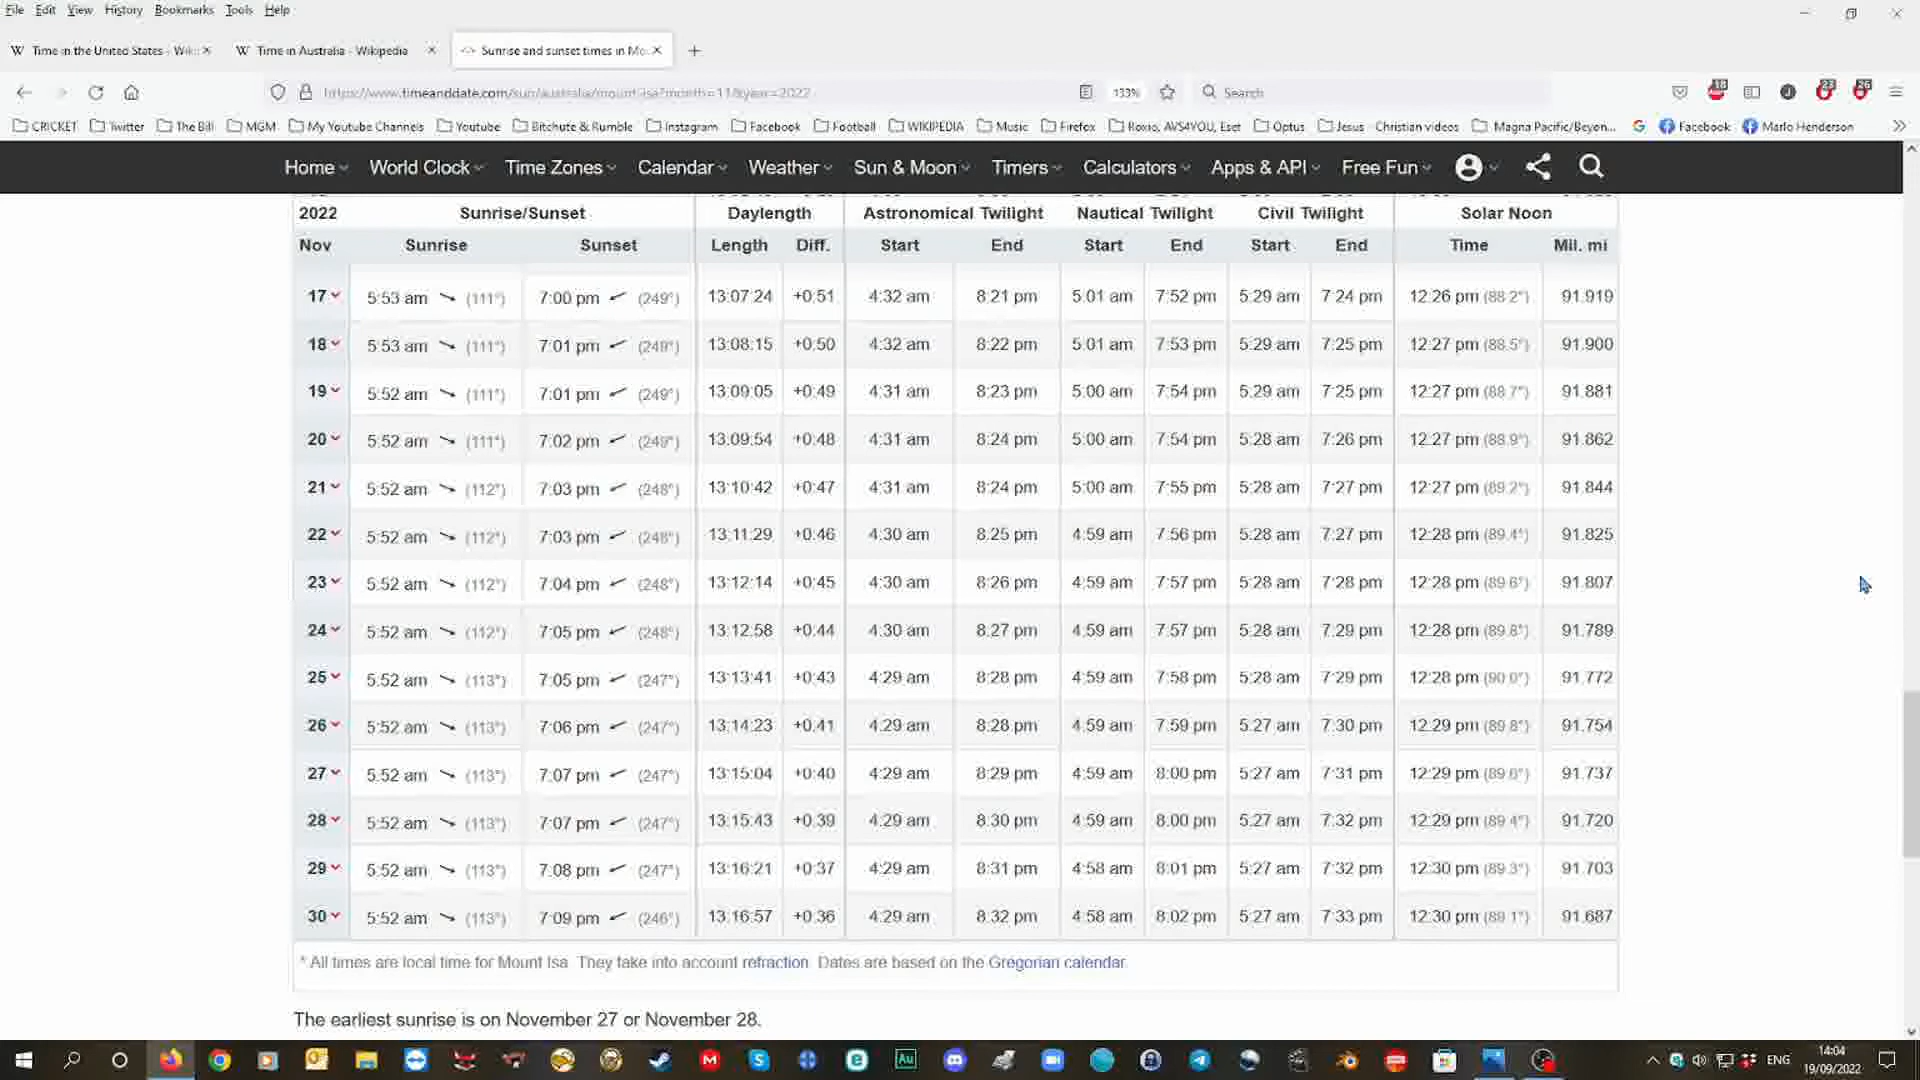 File Edit View History Bookmarks Tools Help
Time in the United States - Wiki Time in Australia - Wikipedia Sunrise and sunset times in Mo
https://www.timeanddate.com/sun/australia/mount-isa?month=11&year=2022 133% Search
CRICKET Twitter The Bill MGM My Youtube Channels Youtube Bitchute & Rumble Instagram Facebook Football WIKIPEDIA Music Firefox Roxio, AVS4YOU, Eset Optus Jesus - Christian videos Magna Pacific/Beyon... Facebook Marlo Henderson
Home World Clock Time Zones Calendar Weather Sun & Moon Timers Calculators Apps & API Free Fun
2022 Sunrise/Sunset Daylength Astronomical Twilight Nautical Twilight Civil Twilight Solar Noon
Nov Sunrise Sunset Length Diff. Start End Start End Start End Time Mil. mi
17 5:53 am (111°) 7:00 pm (249°) 13:07:24 +0:51 4:32 am 8:21 pm 5:01 am 7:52 pm 5:29 am 7:24 pm 12:26 pm (88.2°) 91.919
18 5:53 am (111°) 7:01 pm (249°) 13:08:15 +0:50 4:32 am 8:22 pm 5:01 am 7:53 pm 5:29 am 7:25 pm 12:27 pm (88.5°) 91.900
19 5:52 am (111°) 7:01 pm (249°) 13:09:05 +0:49 4:31 am 8:23 pm 5:00 am 7:54 pm 5:29 am 7:25 pm 12:27 pm (88.7°) 91.881
20 5:52 am (111°) 7:02 pm (249°) 13:09:54 +0:48 4:31 am 8:24 pm 5:00 am 7:54 pm 5:28 am 7:26 pm 12:27 pm (88.9°) 91.862
21 5:52 am (112°) 7:03 pm (248°) 13:10:42 +0:47 4:31 am 8:24 pm 5:00 am 7:55 pm 5:28 am 7:27 pm 12:27 pm (89.2°) 91.844
22 5:52 am (112°) 7:03 pm (248°) 13:11:29 +0:46 4:30 am 8:25 pm 4:59 am 7:56 pm 5:28 am 7:27 pm 12:28 pm (89.4°) 91.825
23 5:52 am (112°) 7:04 pm (248°) 13:12:14 +0:45 4:30 am 8:26 pm 4:59 am 7:57 pm 5:28 am 7:28 pm 12:28 pm (89.6°) 91.807
24 5:52 am (112°) 7:05 pm (248°) 13:12:58 +0:44 4:30 am 8:27 pm 4:59 am 7:57 pm 5:28 am 7:29 pm 12:28 pm (89.8°) 91.789
25 5:52 am (113°) 7:05 pm (247°) 13:13:41 +0:43 4:29 am 8:28 pm 4:59 am 7:58 pm 5:28 am 7:29 pm 12:28 pm (90.0°) 91.772
26 5:52 am (113°) 7:06 pm (247°) 13:14:23 +0:41 4:29 am 8:28 pm 4:59 am 7:59 pm 5:27 am 7:30 pm 12:29 pm (89.8°) 91.754
27 5:52 am (113°) 7:07 pm (247°) 13:15:04 +0:40 4:29 am 8:29 pm 4:59 am 8:00 pm 5:27 am 7:31 pm 12:29 pm (89.6°) 91.737
28 5:52 am (113°) 7:07 pm (247°) 13:15:43 +0:39 4:29 am 8:30 pm 4:59 am 8:00 pm 5:27 am 7:32 pm 12:29 pm (89.4°) 91.720
29 5:52 am (113°) 7:08 pm (247°) 13:16:21 +0:37 4:29 am 8:31 pm 4:58 am 8:01 pm 5:27 am 7:32 pm 12:30 pm (89.3°) 91.703
30 5:52 am (113°) 7:09 pm (246°) 13:16:57 +0:36 4:29 am 8:32 pm 4:58 am 8:02 pm 5:27 am 7:33 pm 12:30 pm (89.1°) 91.687
* All times are local time for Mount Isa. They take into account refraction. Dates are based on the Gregorian calendar.
The earliest sunrise is on November 27 or November 28.
ENG 14:04
19/09/2022